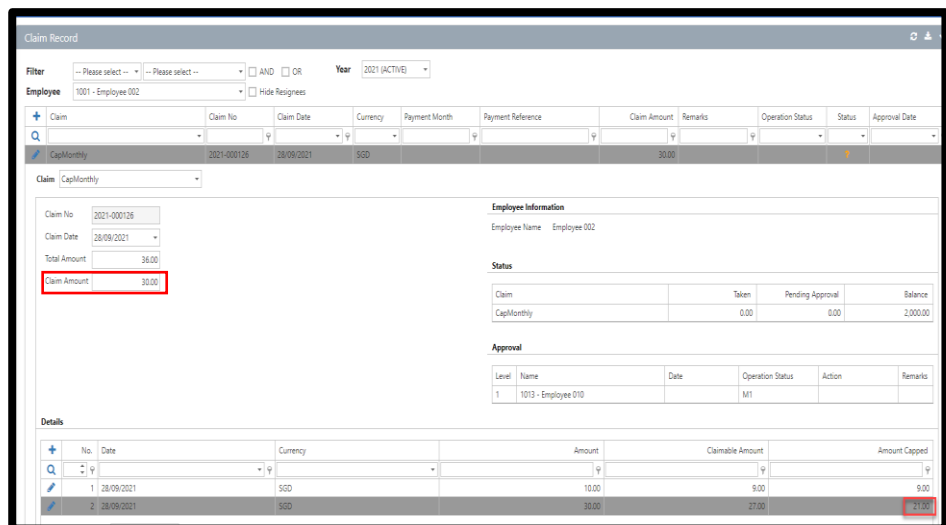 Claim Record
Filter -- Please select -- -- Please select -- AND OR Year 2021 (ACTIVE)
Employee 1001 - Employee 002 Hide Resignees
Claim Claim No Claim Date Currency Payment Month Payment Reference Claim Amount Remarks Operation Status Status Approval Date
CapMonthly 2021-000126 28/09/2021 SGD 30.00 ?
Claim CapMonthly
Claim No 2021-000126
Claim Date 28/09/2021
Total Amount 36.00
Claim Amount 30.00
Employee Information
Employee Name Employee 002
Status
Claim Taken Pending Approval Balance
CapMonthly 0.00 0.00 2,000.00
Approval
Level Name Date Operation Status Action Remarks
1 1013 - Employee 010 M1
Details
No. Date Currency Amount Claimable Amount Amount Capped
1 28/09/2021 SGD 10.00 9.00 9.00
2 28/09/2021 SGD 30.00 27.00 21.00